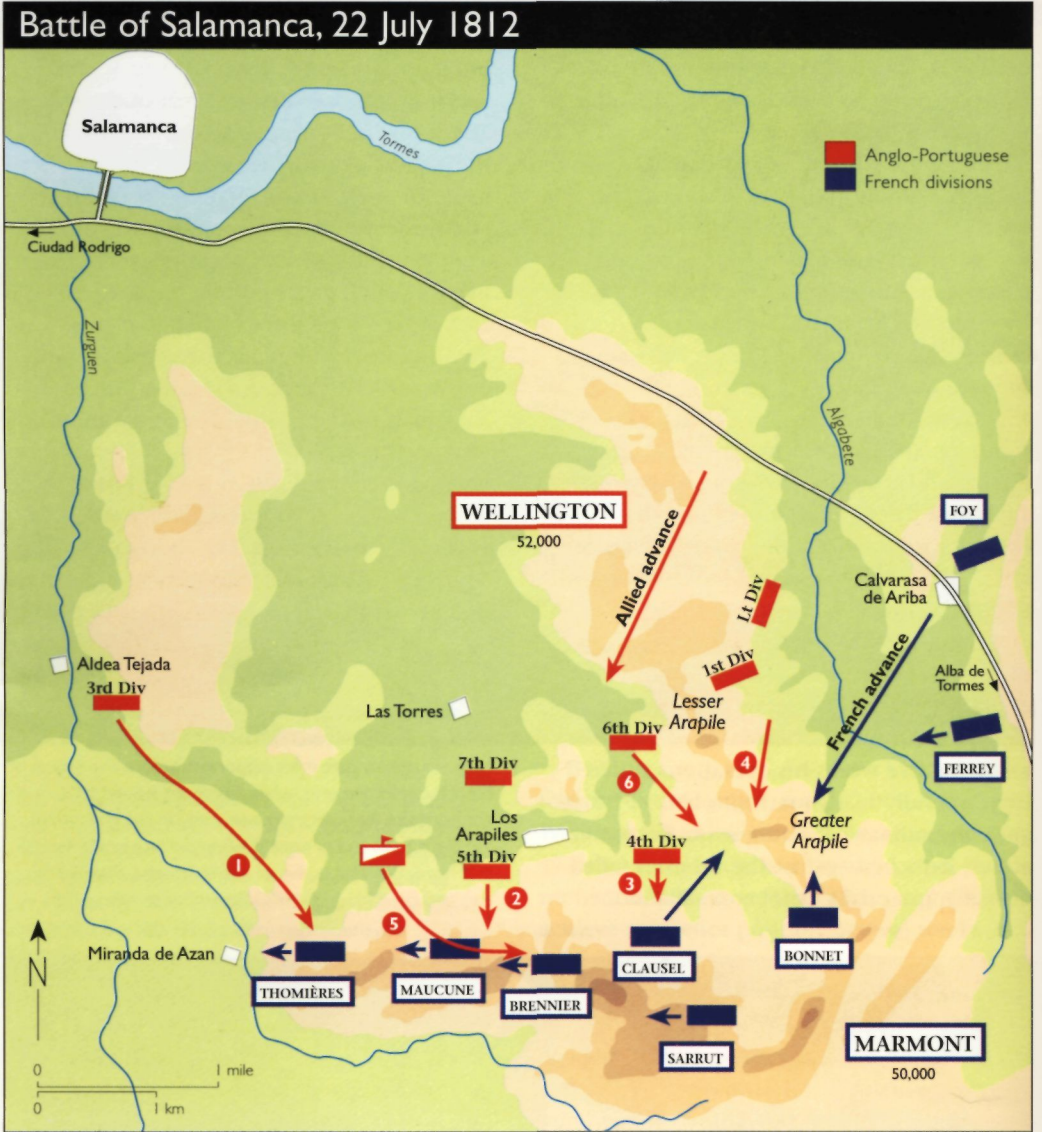 Battle of Salamanca, 22 July 1812
Salamanca
Tormes
Anglo-Portuguese
French divisions
Ciudad Rodrigo
Zurguen
Algabete
WELLINGTON
52,000
Allied advance
FOY
Calvarasa
de Ariba
Lt Div
1st Div
Aldea Tejada
3rd Div
Las Torres
Lesser
Arapile
French advance
Alba de
Tormes
6th Div
6
4
FERREY
7th Div
Los
Arapiles
5th Div
4th Div
Greater
Arapile
1
2
3
5
N
Miranda de Azan
THOMIÈRES
MAUCUNE
BRENNIER
CLAUSEL
BONNET
SARRUT
MARMONT
50,000
0 1 mile
0 1 km